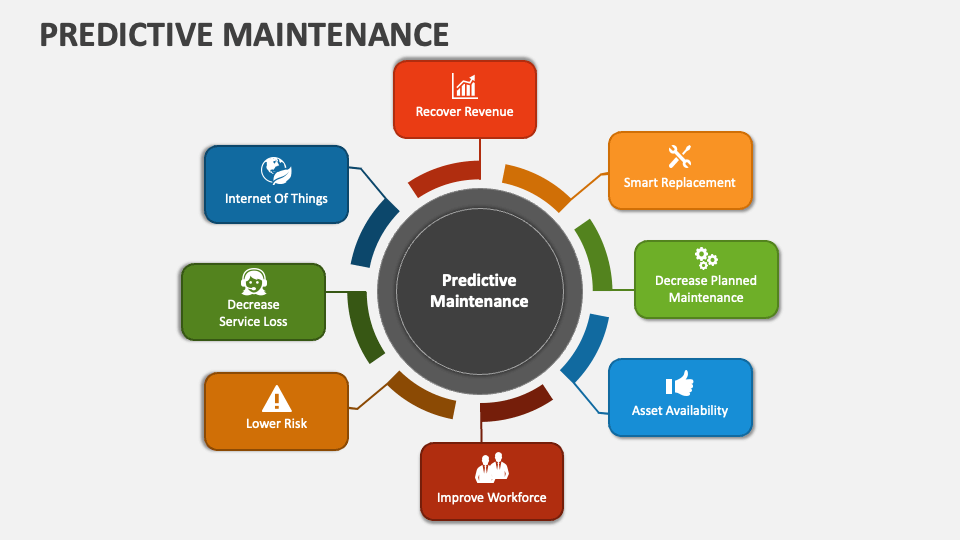 PREDICTIVE MAINTENANCE
Recover Revenue
Smart Replacement
Decrease Planned
Maintenance
Asset Availability
Improve Workforce
Lower Risk
Decrease
Service Loss
Internet Of Things
Predictive
Maintenance